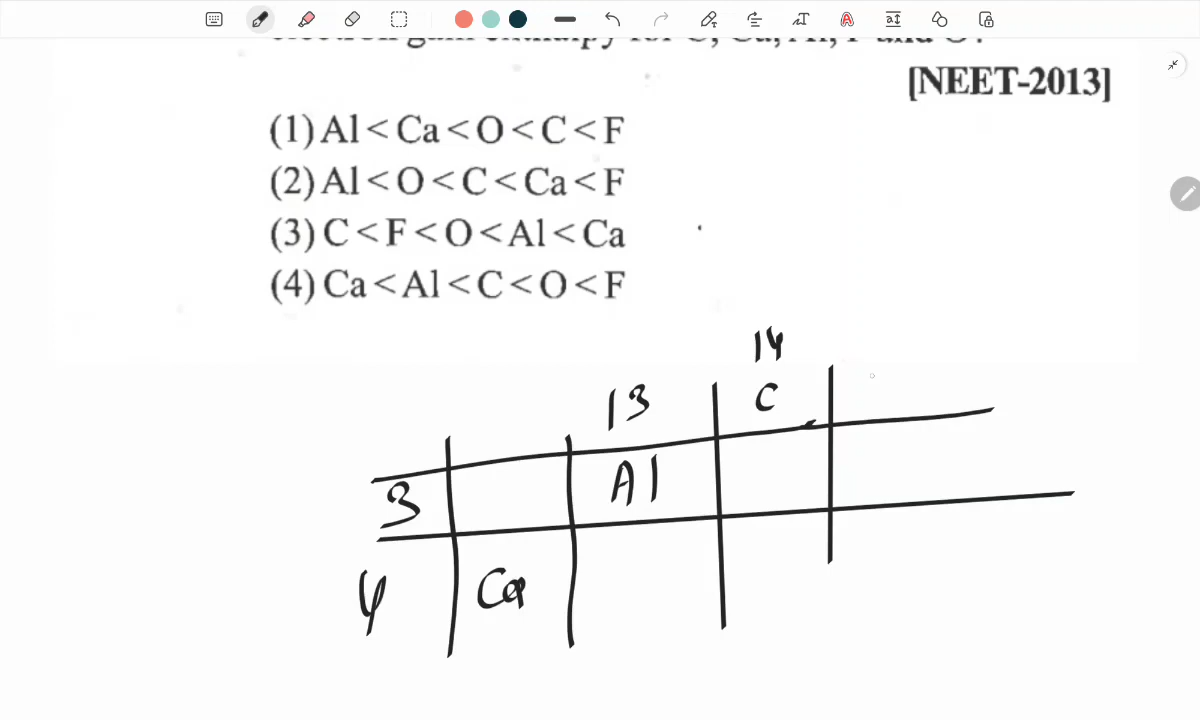 [NEET-2013]
(1) Al < Ca < O < C < F
(2) Al < O < C < Ca < F
(3) C < F < O < Al < Ca
(4) Ca < Al < C < O < F
14
13 C
3 Al
4 Ca